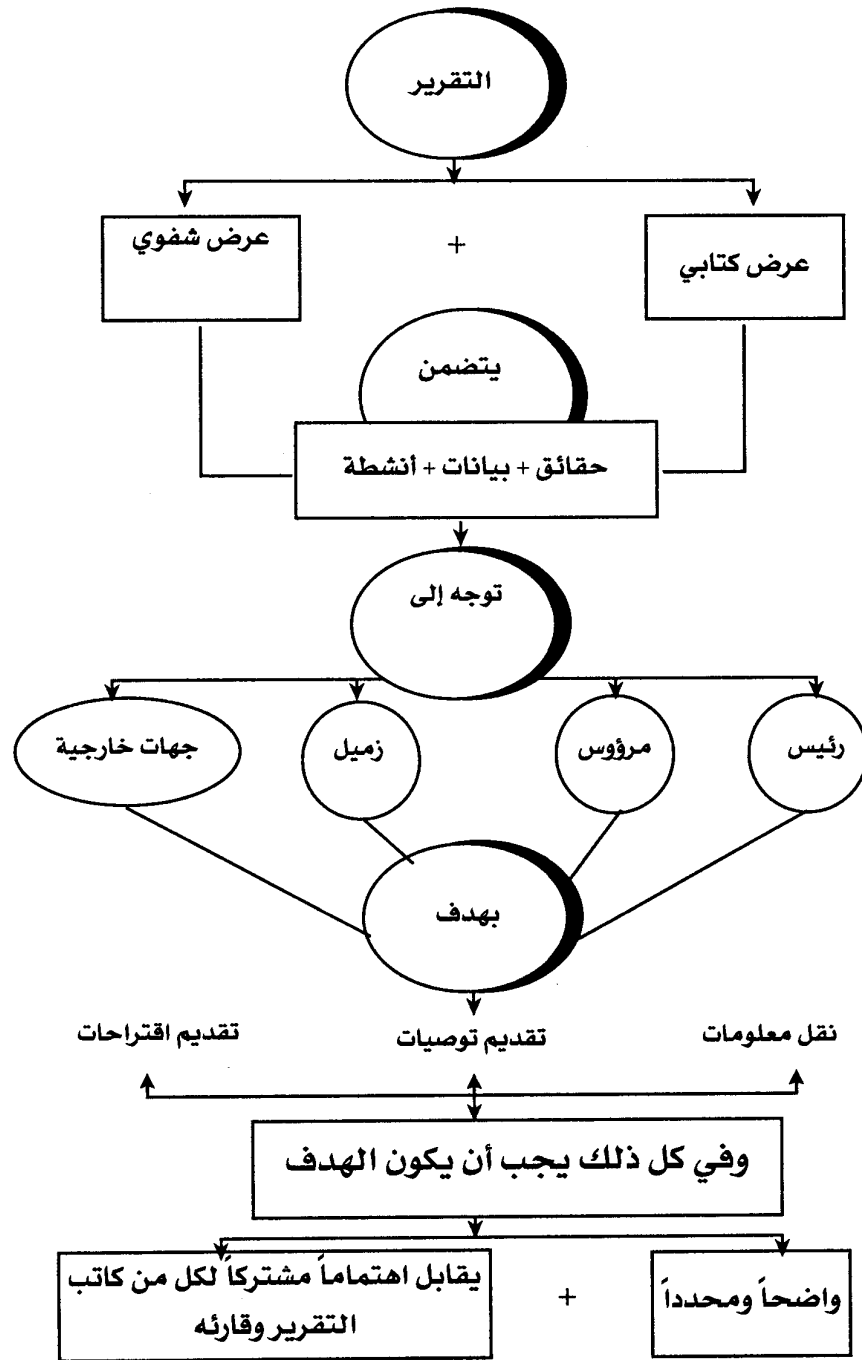 التقرير
عرض كتابي
+
عرض شفوي
يتضمن
حقائق + بيانات + أنشطة
توجه إلى
رئيس
مرؤوس
زميل
جهات خارجية
بهدف
نقل معلومات
تقديم توصيات
تقديم اقتراحات
وفي كل ذلك يجب أن يكون الهدف
واضحاً ومحدداً
+
يقابل اهتماماً مشتركاً لكل من كاتب
التقرير وقارئه